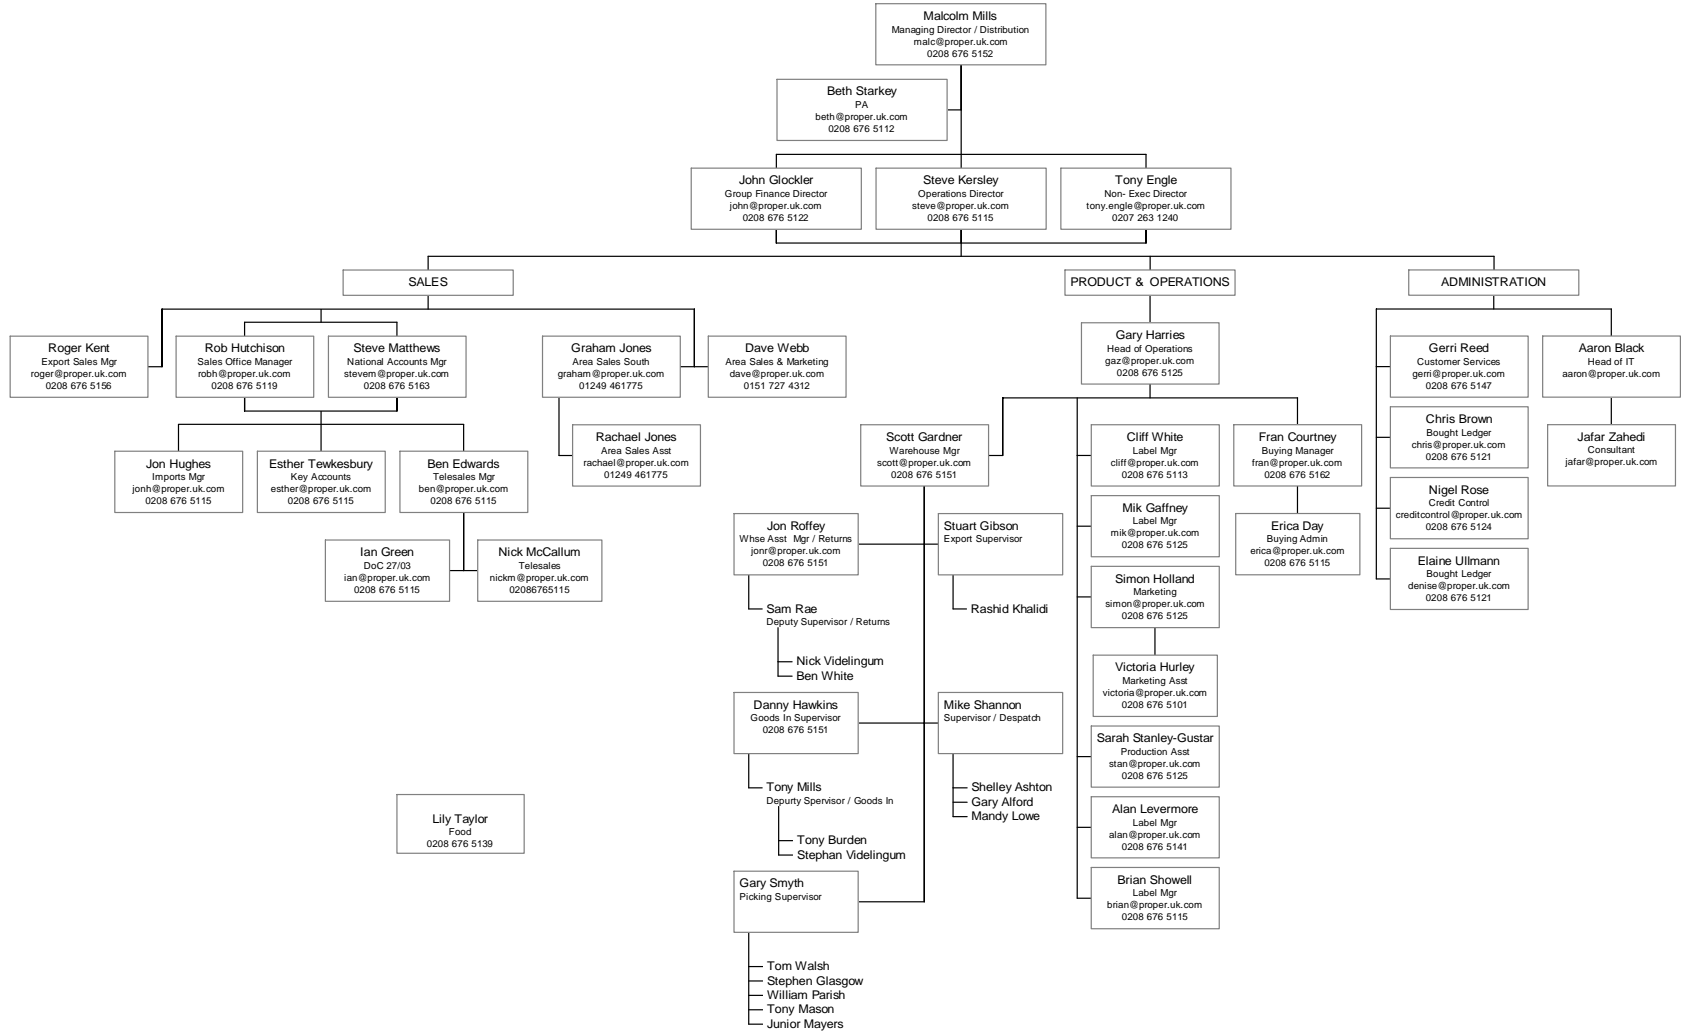 Malcolm Mills
Managing Director / Distribution
malc@proper.uk.com
0208 676 5152
Beth Starkey
PA
beth@proper.uk.com
0208 676 5112
John Glockler
Group Finance Director
john@proper.uk.com
0208 676 5122
Steve Kersley
Operations Director
steve@proper.uk.com
0208 676 5115
Tony Engle
Non- Exec Director
tony.engle@proper.uk.com
0207 263 1240
SALES
PRODUCT & OPERATIONS
ADMINISTRATION
Roger Kent
Export Sales Mgr
roger@proper.uk.com
0208 676 5156
Rob Hutchison
Sales Office Manager
robh@proper.uk.com
0208 676 5119
Steve Matthews
National Accounts Mgr
stevem@proper.uk.com
0208 676 5163
Graham Jones
Area Sales South
graham@proper.uk.com
01249 461775
Dave Webb
Area Sales & Marketing
dave@proper.uk.com
0151 727 4312
Rachael Jones
Area Sales Asst
rachael@proper.uk.com
01249 461775
Jon Hughes
Imports Mgr
jonh@proper.uk.com
0208 676 5115
Esther Tewkesbury
Key Accounts
esther@proper.uk.com
0208 676 5115
Ben Edwards
Telesales Mgr
ben@proper.uk.com
0208 676 5115
Ian Green
DoC 27/03
ian@proper.uk.com
0208 676 5115
Nick McCallum
Telesales
nickm@proper.uk.com
02086765115
Lily Taylor
Food
0208 676 5139
Gary Harries
Head of Operations
gaz@proper.uk.com
0208 676 5125
Scott Gardner
Warehouse Mgr
scott@proper.uk.com
0208 676 5151
Jon Roffey
Whse Asst Mgr / Returns
jonr@proper.uk.com
0208 676 5151
Sam Rae
Deputy Supervisor / Returns
Nick Videlingum
Ben White
Stuart Gibson
Export Supervisor
Rashid Khalidi
Danny Hawkins
Goods In Supervisor
0208 676 5151
Tony Mills
Deputry Spervisor / Goods In
Tony Burden
Stephan Videlingum
Mike Shannon
Supervisor / Despatch
Shelley Ashton
Gary Alford
Mandy Lowe
Gary Smyth
Picking Supervisor
Tom Walsh
Stephen Glasgow
William Parish
Tony Mason
Junior Mayers
Cliff White
Label Mgr
cliff@proper.uk.com
0208 676 5113
Mik Gaffney
Label Mgr
mik@proper.uk.com
0208 676 5125
Simon Holland
Marketing
simon@proper.uk.com
0208 676 5125
Victoria Hurley
Marketing Asst
victoria@proper.uk.com
0208 676 5101
Sarah Stanley-Gustar
Production Asst
stan@proper.uk.com
0208 676 5125
Alan Levermore
Label Mgr
alan@proper.uk.com
0208 676 5141
Brian Showell
Label Mgr
brian@proper.uk.com
0208 676 5115
Fran Courtney
Buying Manager
fran@proper.uk.com
0208 676 5162
Erica Day
Buying Admin
erica@proper.uk.com
0208 676 5115
Gerri Reed
Customer Services
gerri@proper.uk.com
0208 676 5147
Chris Brown
Bought Ledger
chris@proper.uk.com
0208 676 5121
Nigel Rose
Credit Control
creditcontrol@proper.uk.com
0208 676 5124
Elaine Ullmann
Bought Ledger
denise@proper.uk.com
0208 676 5121
Aaron Black
Head of IT
aaron@proper.uk.com
Jafar Zahedi
Consultant
jafar@proper.uk.com